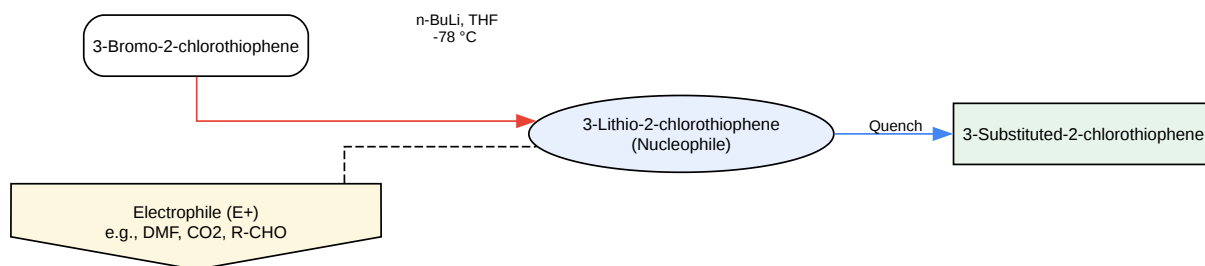 n-BuLi, THF
-78 °C
3-Bromo-2-chlorothiophene
3-Lithio-2-chlorothiophene
(Nucleophile)
Quench
3-Substituted-2-chlorothiophene
Electrophile (E+)
e.g., DMF, CO2, R-CHO